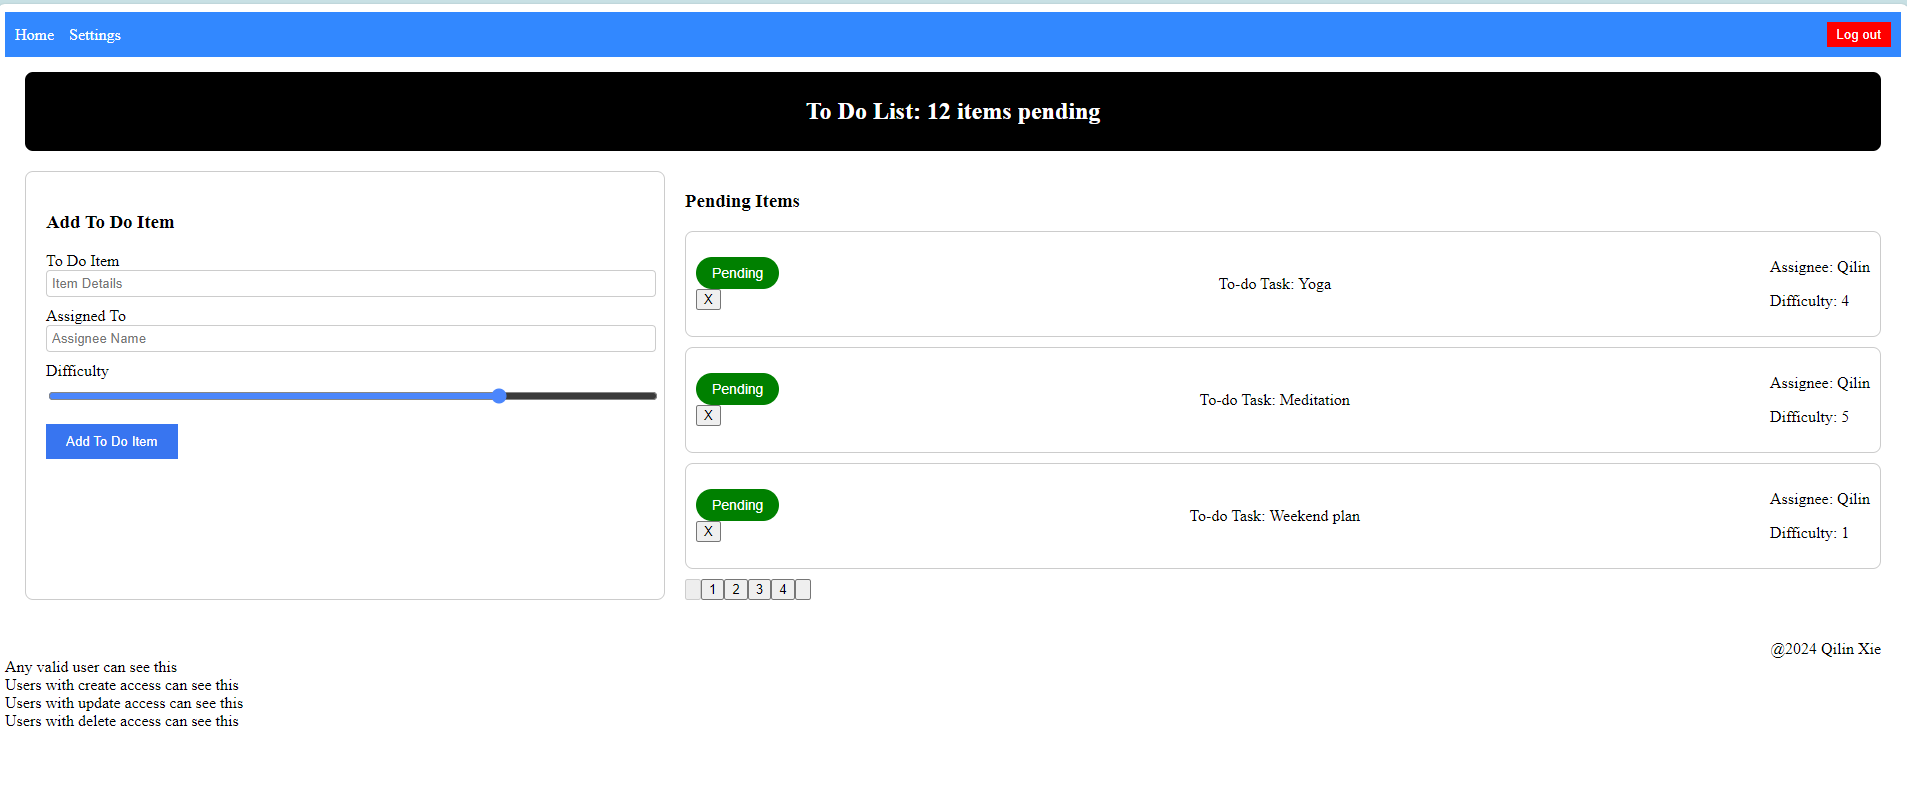 Home Settings Log out
To Do List: 12 items pending
Add To Do Item
To Do Item
Item Details
Assigned To
Assignee Name
Difficulty
Add To Do Item
Pending Items
Pending
X
To-do Task: Yoga
Assignee: Qilin
Difficulty: 4
Pending
X
To-do Task: Meditation
Assignee: Qilin
Difficulty: 5
Pending
X
To-do Task: Weekend plan
Assignee: Qilin
Difficulty: 1
1 2 3 4
@2024 Qilin Xie
Any valid user can see this
Users with create access can see this
Users with update access can see this
Users with delete access can see this